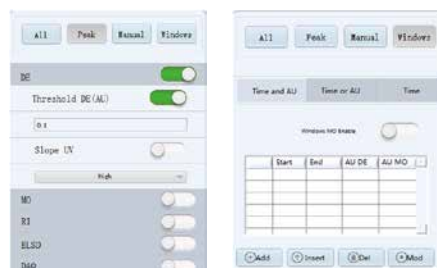 All Peak Manual Windows
DE
Threshold DE(AU)
0.1
Slope UV
High
MO
RI
ELSD
DAD
All Peak Manual Windows
Time and AU Time or AU Time
Windows MO Enable
Start End AU DE AU MO
Add Insert Del Mod